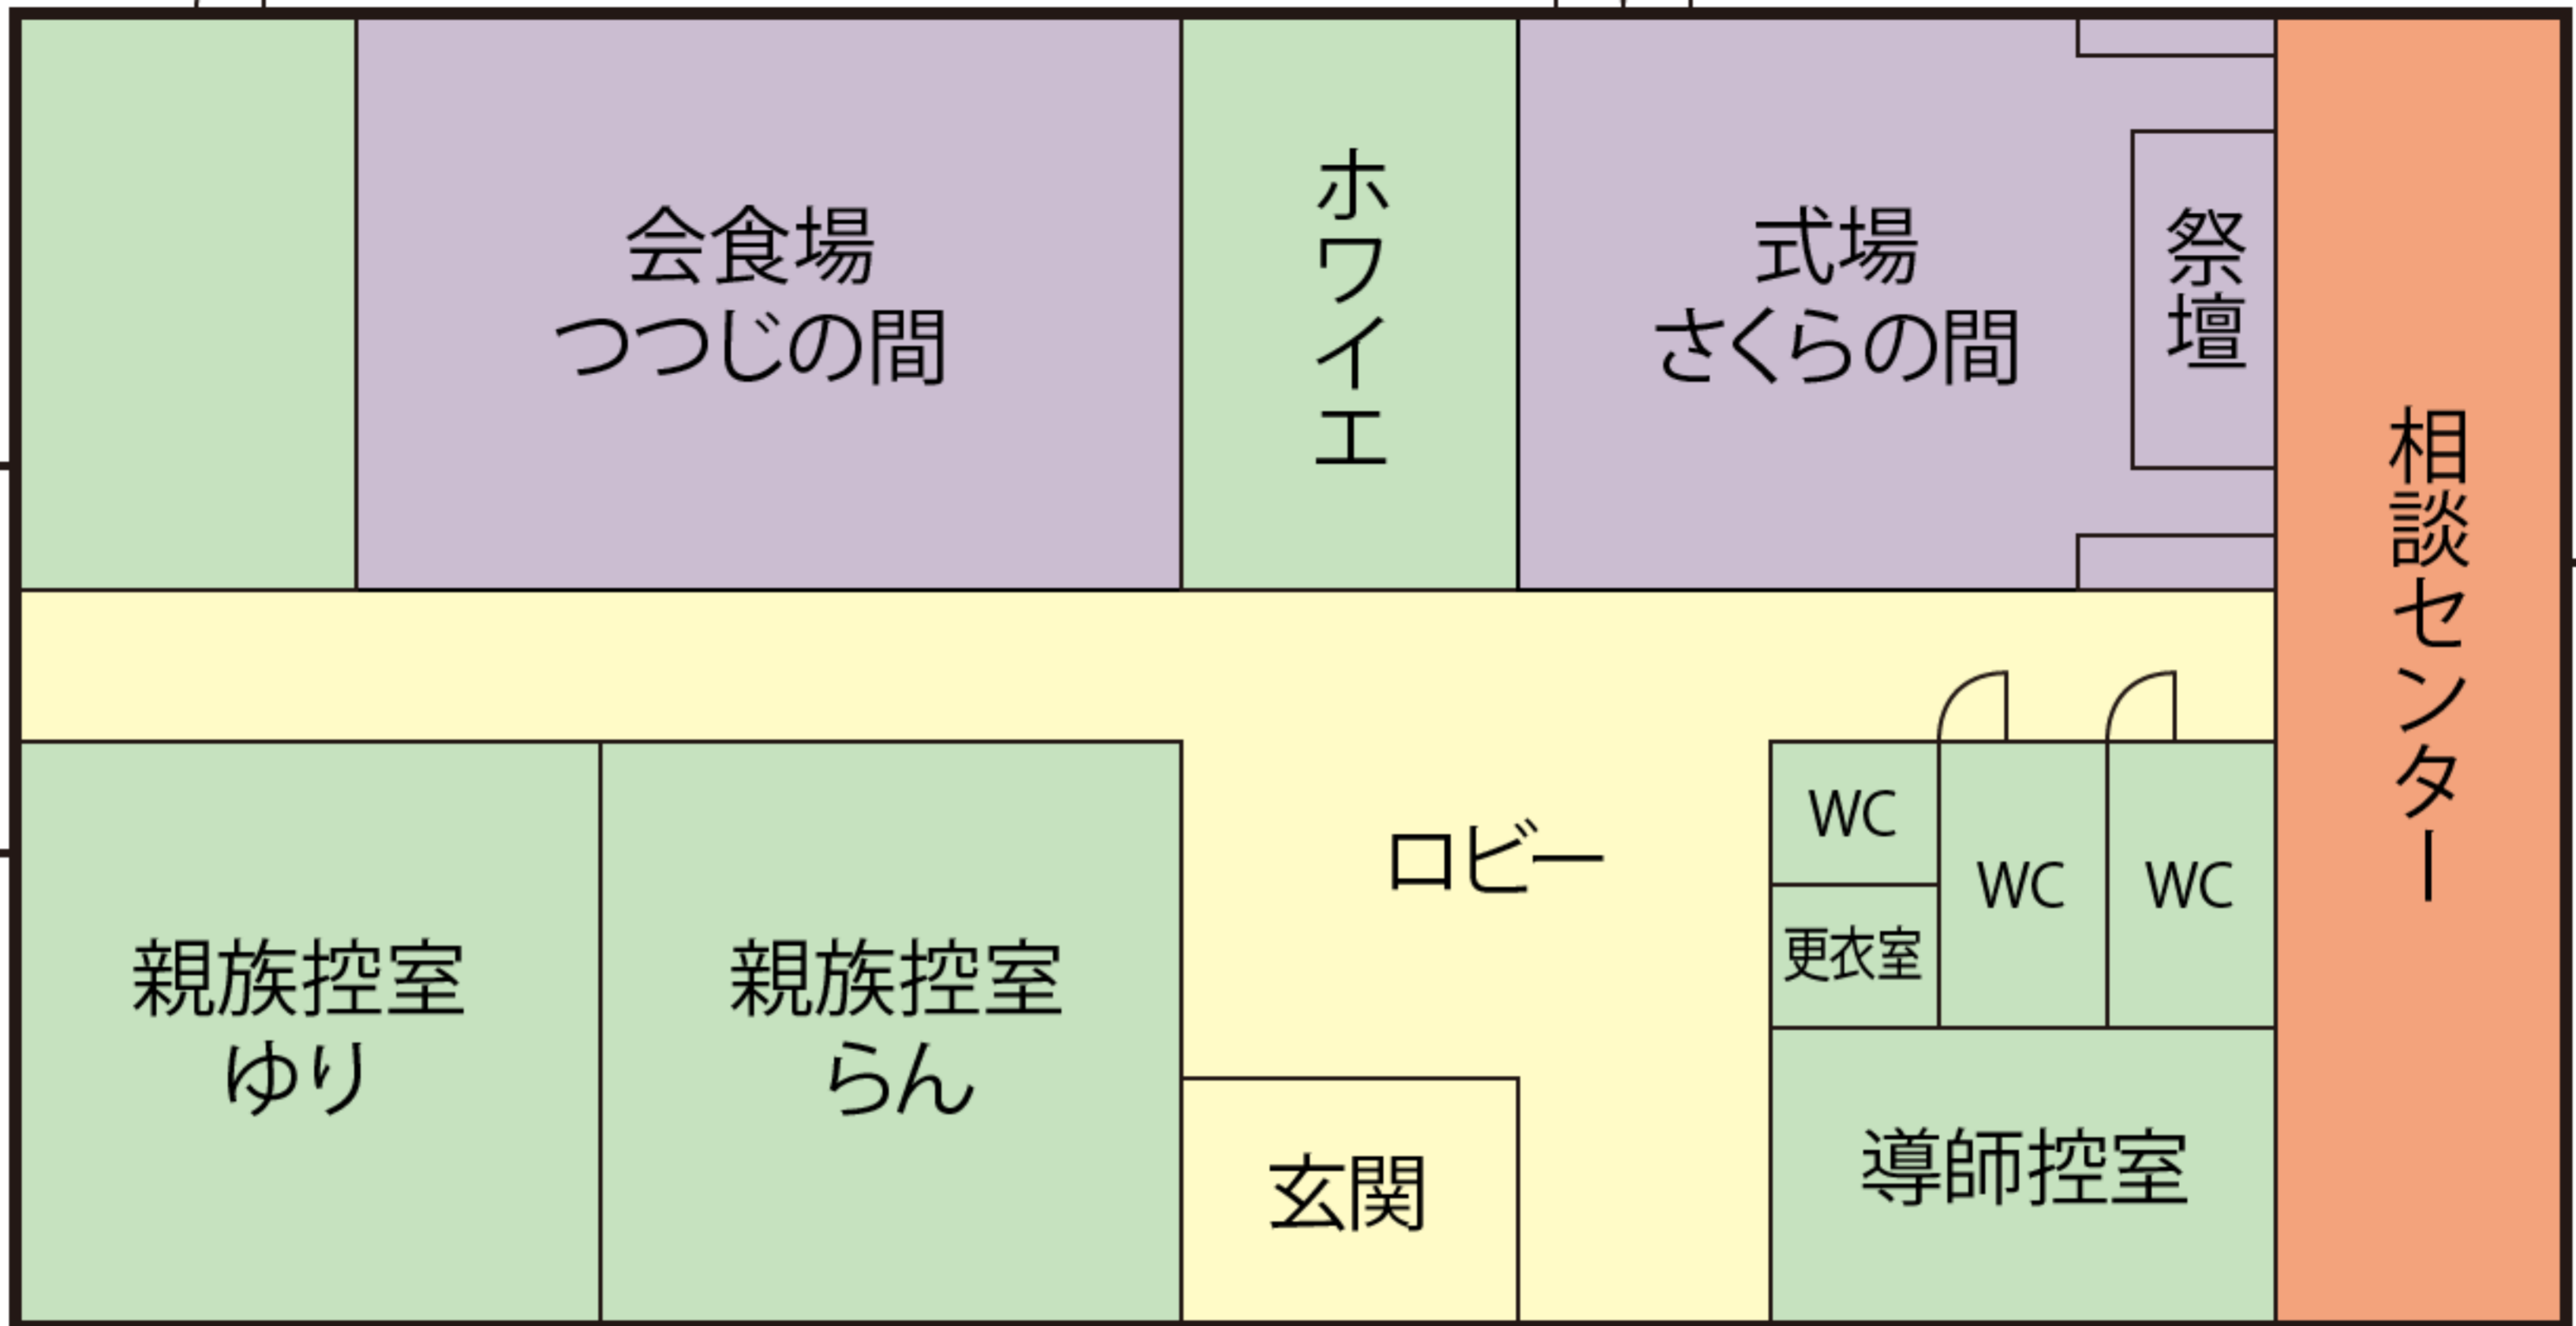 会食場
つつじの間
ホワイエ
式場
さくらの間
祭壇
相談センター
ロビー
WC
WC
WC
更衣室
親族控室
ゆり
親族控室
らん
玄関
導師控室